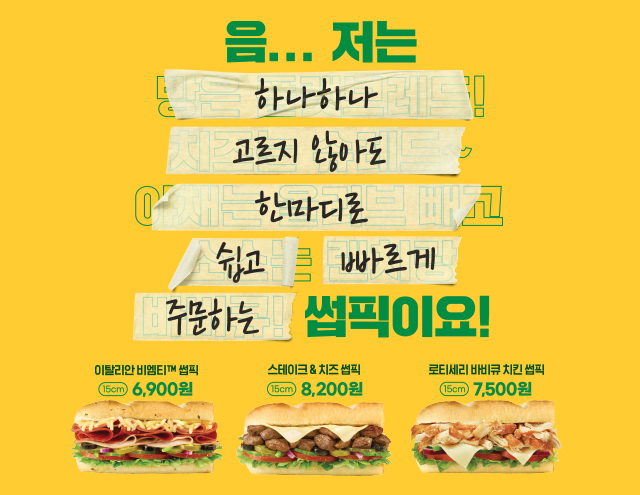 음... 저는
하나하나
고르지 않아도
한마디로
쉽고 빠르게
주문하는 썹픽이요!
이탈리안 비엠티™ 썹픽
15cm 6,900원
스테이크 & 치즈 썹픽
15cm 8,200원
로티세리 바비큐 치킨 썹픽
15cm 7,500원